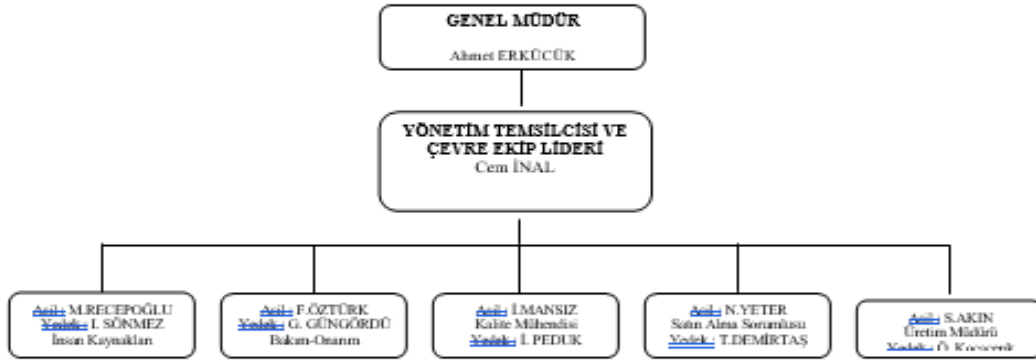 GENEL MÜDÜR
Ahmet ERKÜCÜK
YÖNETİM TEMSİLCİSİ VE
ÇEVRE EKİP LİDERİ
Cem İNAL
Asil : M.RECEPOĞLU
Yedek : I. SÖNMEZ
İnsan Kaynakları
Asil : F.ÖZTÜRK
Yedek : G. GÜNGÖRDÜ
Bakım-Onarım
Asil : İ.MANSIZ
Kalite Mühendisi
Yedek : İ. PEDUK
Asil : N.YETER
Satın Alma Sorumlusu
Yedek : T.DEMİRTAŞ
Asil : S.AKIN
Üretim Müdürü
Yedek : Ö.